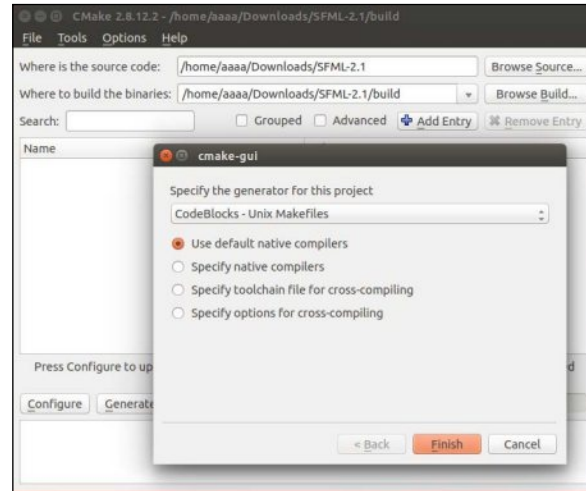 CMake 2.8.12.2 - /home/aaaa/Downloads/SFML-2.1/build
File Tools Options Help
Where is the source code: /home/aaaa/Downloads/SFML-2.1 Browse Source...
Where to build the binaries: /home/aaaa/Downloads/SFML-2.1/build Browse Build...
Search: Grouped Advanced Add Entry Remove Entry
Name
cmake-gui
Specify the generator for this project
CodeBlocks - Unix Makefiles
Use default native compilers
Specify native compilers
Specify toolchain file for cross-compiling
Specify options for cross-compiling
Press Configure to up
Configure Generate
< Back Finish Cancel